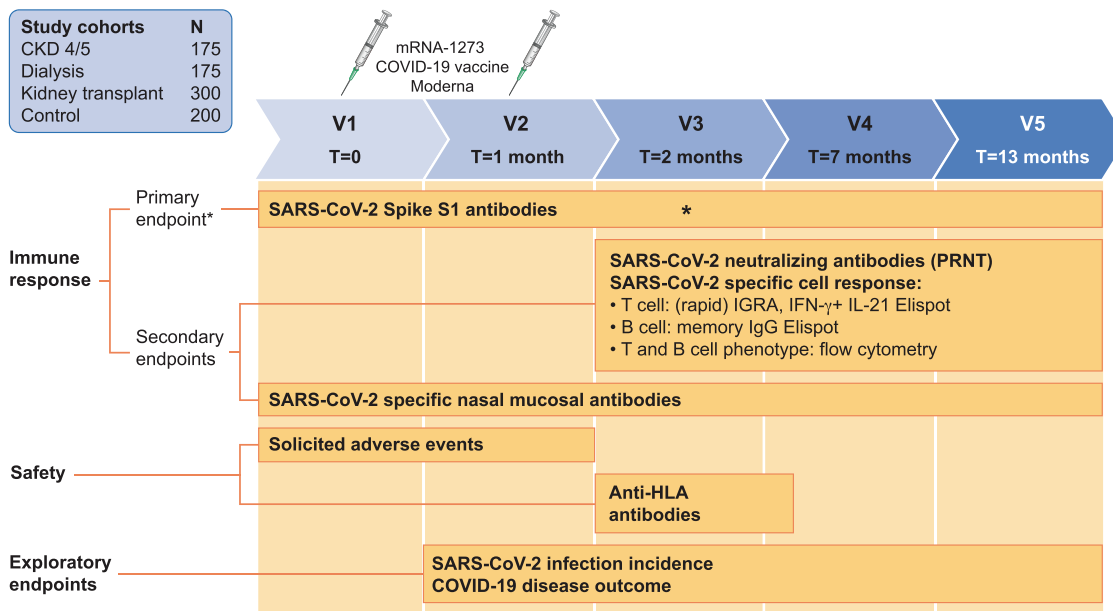 Study cohorts N
CKD 4/5 175
Dialysis 175
Kidney transplant 300
Control 200
mRNA-1273
COVID-19 vaccine
Moderna
V1 V2 V3 V4 V5
T=0 T=1 month T=2 months T=7 months T=13 months
Immune
response
Primary
endpoint*
SARS-CoV-2 Spike S1 antibodies *
Secondary
endpoints
SARS-CoV-2 neutralizing antibodies (PRNT)
SARS-CoV-2 specific cell response:
• T cell: (rapid) IGRA, IFN-γ+ IL-21 Elispot
• B cell: memory IgG Elispot
• T and B cell phenotype: flow cytometry
SARS-CoV-2 specific nasal mucosal antibodies
Safety
Solicited adverse events
Anti-HLA
antibodies
Exploratory
endpoints
SARS-CoV-2 infection incidence
COVID-19 disease outcome